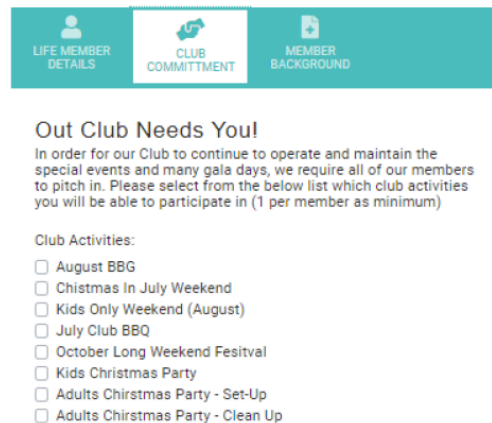 LIFE MEMBER
DETAILS
CLUB
COMMITTMENT
MEMBER
BACKGROUND
Out Club Needs You!
In order for our Club to continue to operate and maintain the
special events and many gala days, we require all of our members
to pitch in. Please select from the below list which club activities
you will be able to participate in (1 per member as minimum)
Club Activities:
August BBG
Chistmas In July Weekend
Kids Only Weekend (August)
July Club BBQ
October Long Weekend Fesitval
Kids Christmas Party
Adults Chirstmas Party - Set-Up
Adults Chirstmas Party - Clean Up